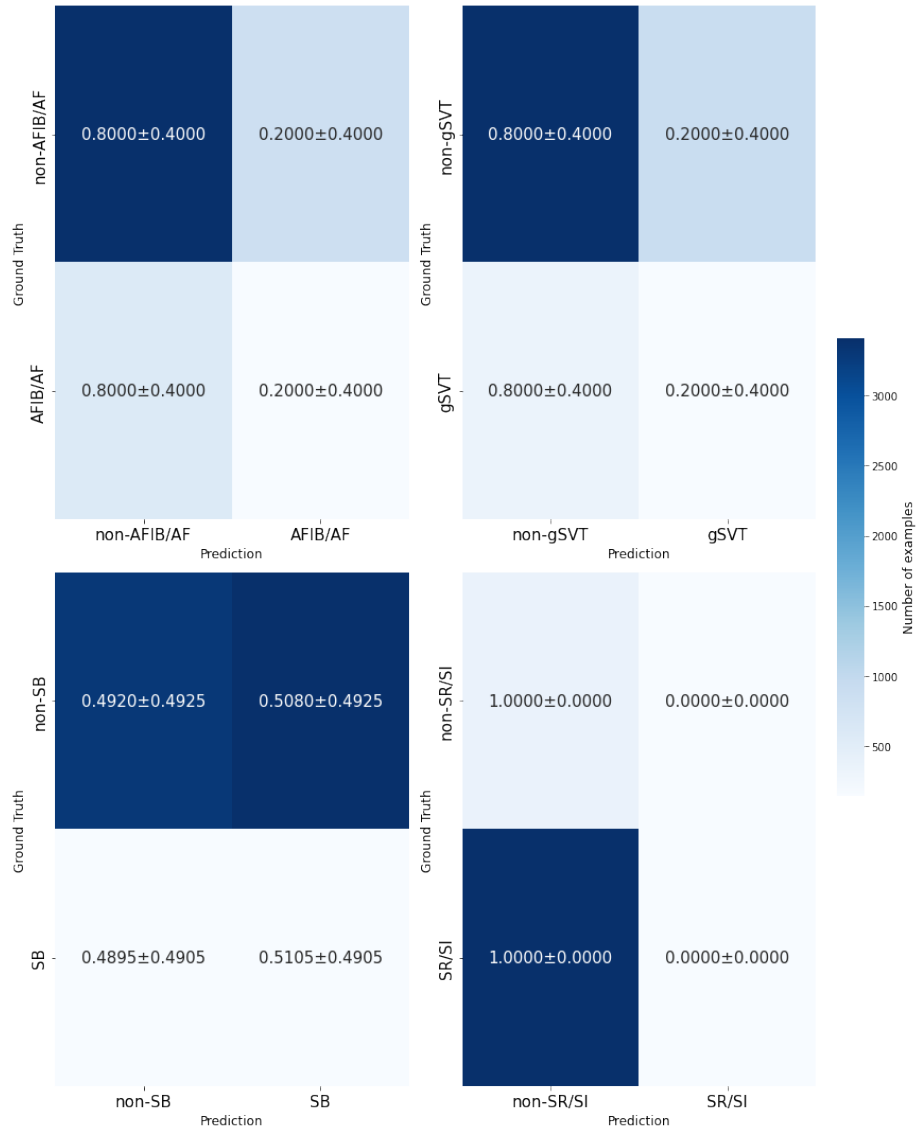 non-AFIB/AF
0.8000±0.4000
0.2000±0.4000
Ground Truth
AFIB/AF
0.8000±0.4000
0.2000±0.4000
non-AFIB/AF
AFIB/AF
Prediction
non-gSVT
0.8000±0.4000
0.2000±0.4000
Ground Truth
gSVT
0.8000±0.4000
0.2000±0.4000
non-gSVT
gSVT
Prediction
non-SB
0.4920±0.4925
0.5080±0.4925
Ground Truth
SB
0.4895±0.4905
0.5105±0.4905
non-SB
SB
Prediction
non-SR/SI
1.0000±0.0000
0.0000±0.0000
Ground Truth
SR/SI
1.0000±0.0000
0.0000±0.0000
non-SR/SI
SR/SI
Prediction
3000
2500
2000
1500
1000
500
Number of examples